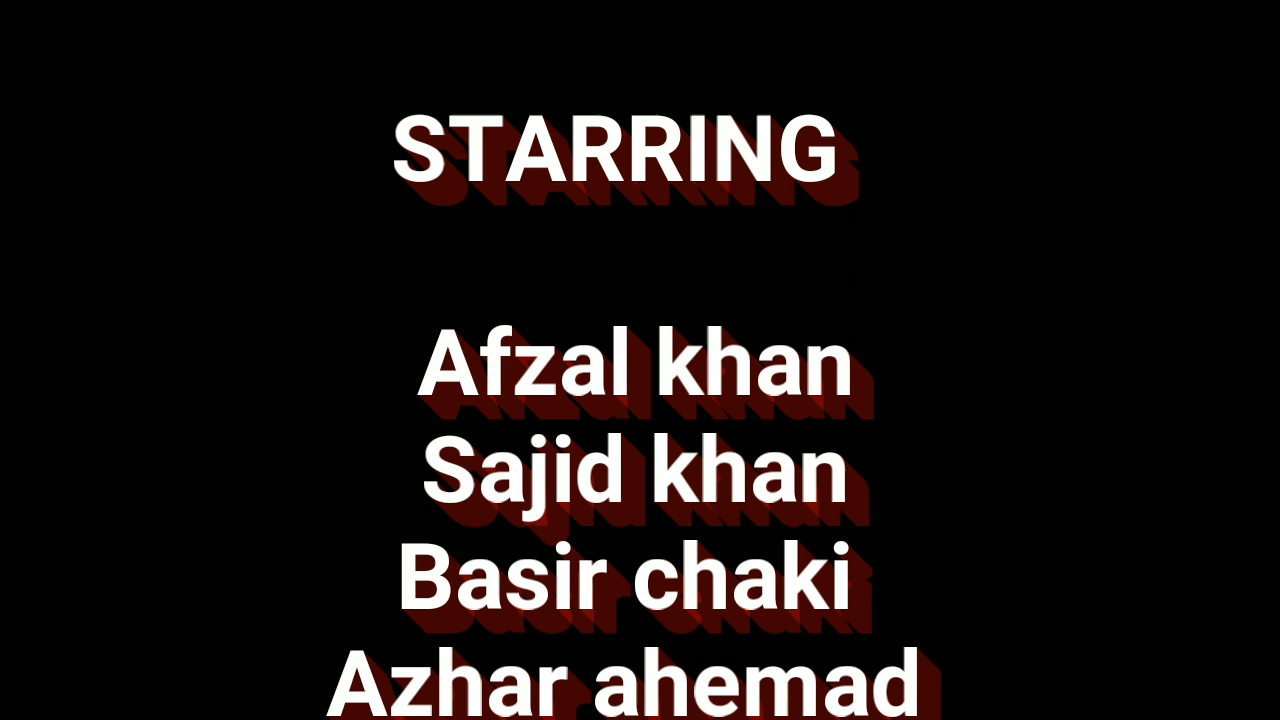 STARRING
Afzal khan
Sajid khan
Basir chaki
Azhar ahemad